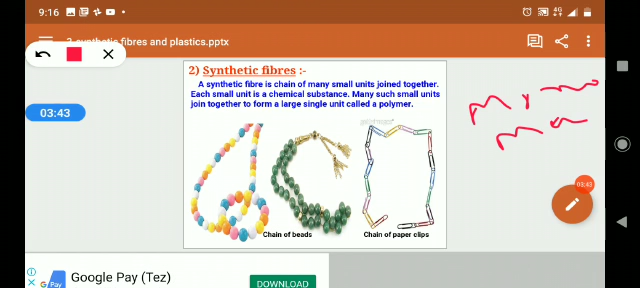 9:16
3 synthetic fibres and plastics.pptx
03:43
2) Synthetic fibres :-
A synthetic fibre is chain of many small units joined together.
Each small unit is a chemical substance. Many such small units
join together to form a large single unit called a polymer.
Chain of beads
Chain of paper clips
03:43
Google Pay (Tez)
G Pay
DOWNLOAD